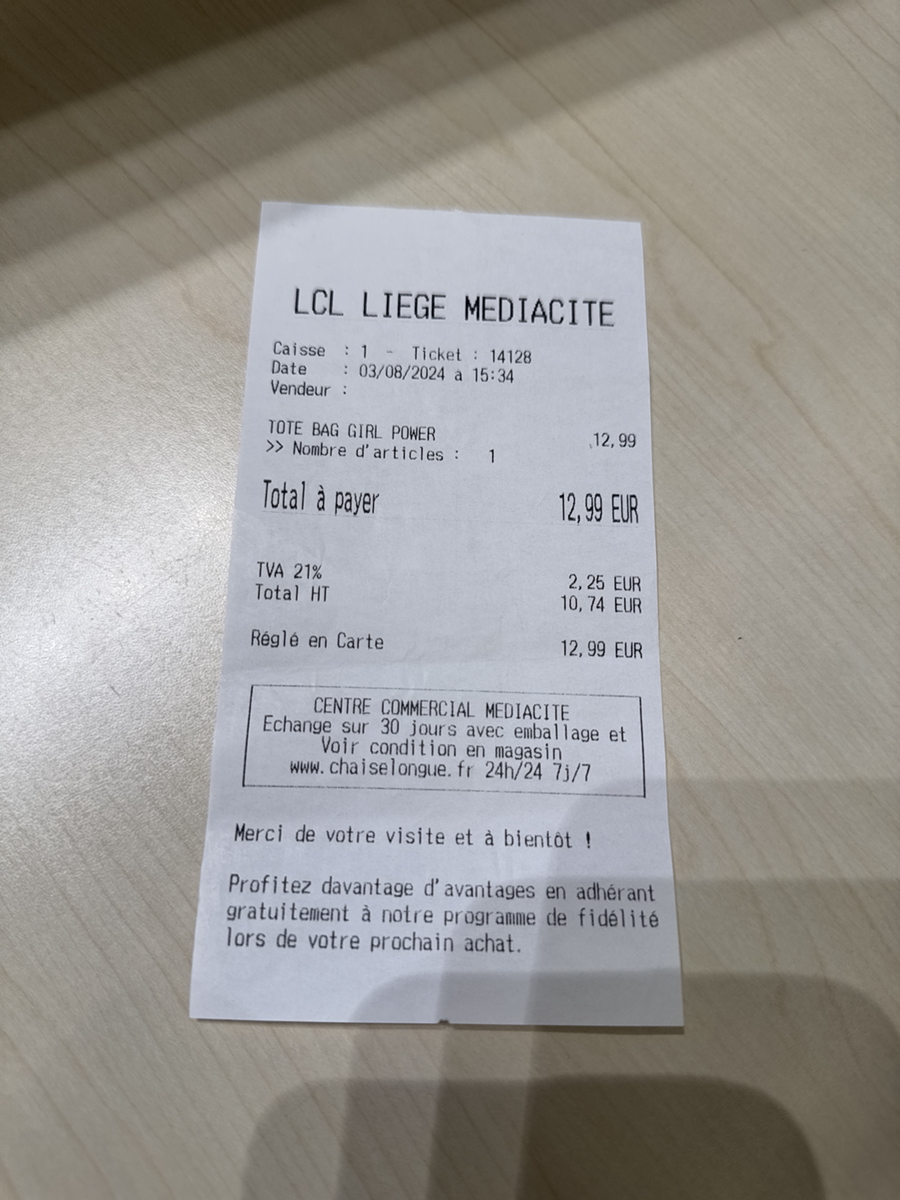 LCL LIEGE MEDIACITE
Caisse : 1 - Ticket : 14128
Date : 03/08/2024 a 15:34
Vendeur :
TOTE BAG GIRL POWER 12,99
>> Nombre d'articles : 1
Total à payer 12,99 EUR
TVA 21% 2,25 EUR
Total HT 10,74 EUR
Réglé en Carte 12,99 EUR
CENTRE COMMERCIAL MEDIACITE
Echange sur 30 jours avec emballage et
Voir condition en magasin
www.chaiselongue.fr 24h/24 7j/7
Merci de votre visite et à bientôt !
Profitez davantage d'avantages en adhérant
gratuitement à notre programme de fidélité
lors de votre prochain achat.